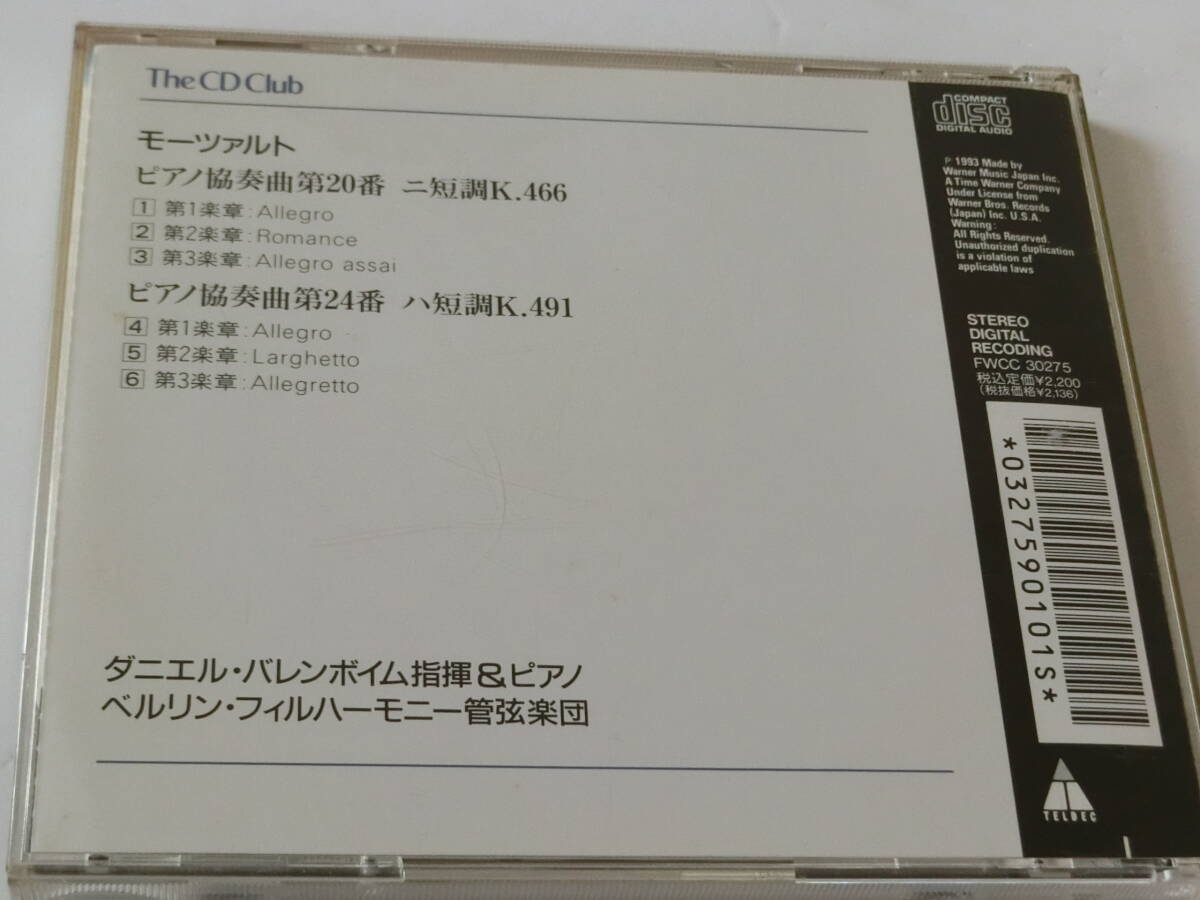 The CD Club
モーツァルト
ピアノ協奏曲第20番 ニ短調K.466
1 第1楽章:Allegro
2 第2楽章:Romance
3 第3楽章:Allegro assai
ピアノ協奏曲第24番 ハ短調K.491
4 第1楽章:Allegro
5 第2楽章:Larghetto
6 第3楽章:Allegretto
ダニエル・バレンボイム指揮&ピアノ
ベルリン・フィルハーモニー管弦楽団
COMPACT
disc
DIGITAL AUDIO
℗ 1993 Made by
Warner Music Japan Inc.
A Time Warner Company
Under License from
Warner Bros. Records
(Japan) Inc. U.S.A.
Warning:
All Rights Reserved.
Unauthorized duplication
is a violation of
applicable laws
STEREO
DIGITAL
RECODING
FWCC 30275
税込定価¥2,200
(税抜価格¥2,136)
*0327590101S*
TELDEC